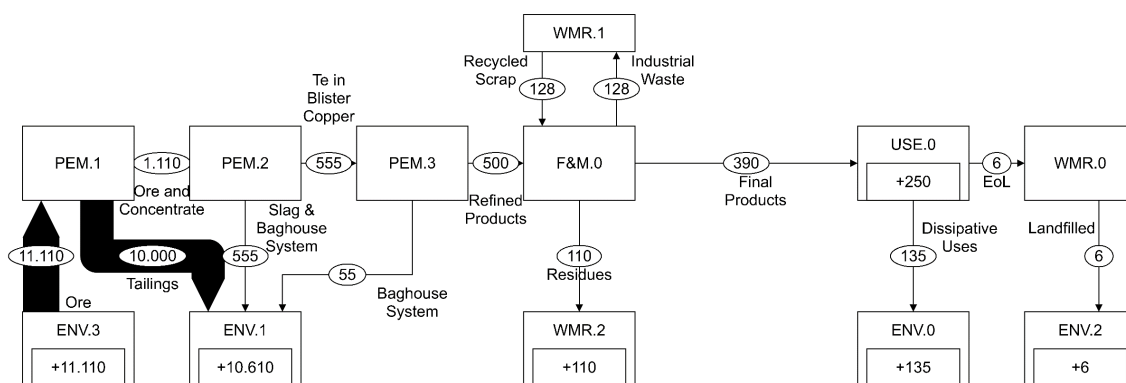 WMR.1
Recycled
Scrap
128
128
Industrial
Waste
Te in
Blister
Copper
PEM.1
1.110
Ore and
Concentrate
PEM.2
555
PEM.3
500
Refined
Products
F&M.0
390
Final
Products
USE.0
+250
6
EoL
WMR.0
Slag &
Baghouse
System
11.110
Ore
10.000
Tailings
555
55
Baghouse
System
110
Residues
Dissipative
Uses
135
Landfilled
6
ENV.3
+11.110
ENV.1
+10.610
WMR.2
+110
ENV.0
+135
ENV.2
+6